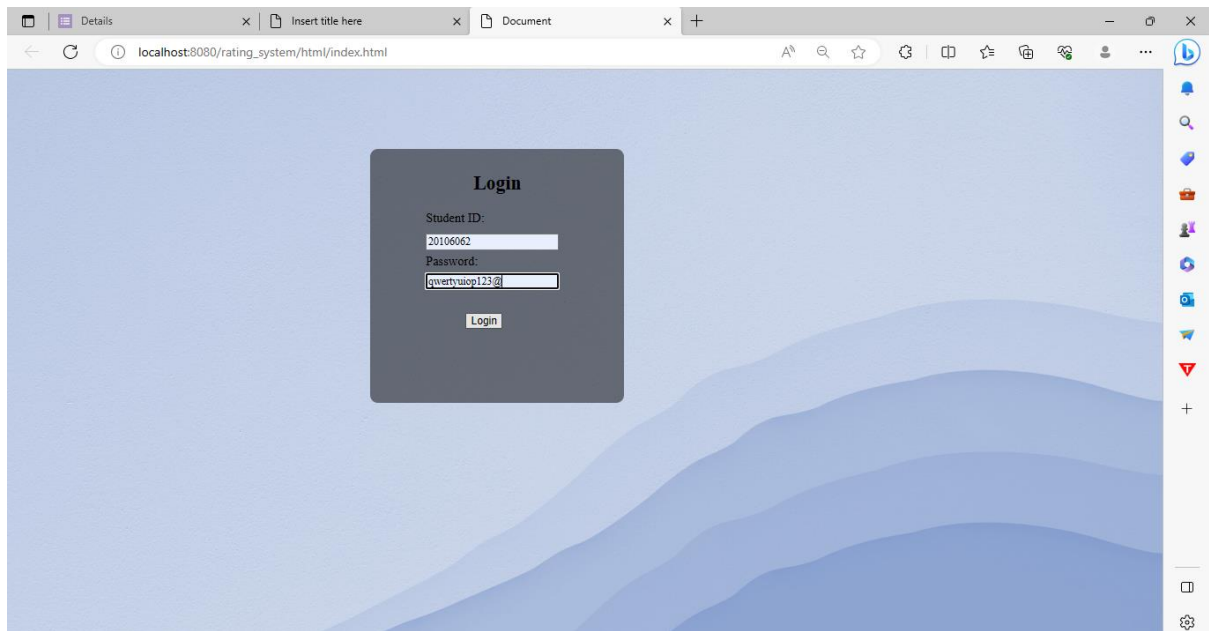 Details
Insert title here
Document
localhost:8080/rating_system/html/index.html
Login
Student ID:
20106062
Password:
qwertyuiop123@
Login